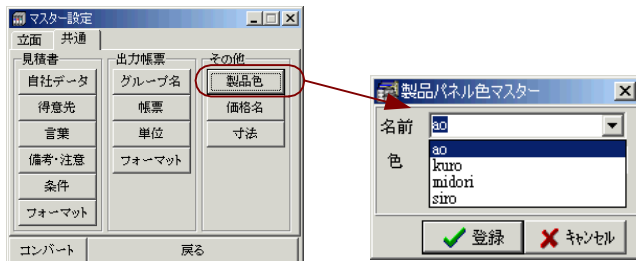 マスター設定
立面 共通
見積書 出力帳票 その他
自社データ グループ名 製品色
得意先 帳票 価格名
言葉 単位 寸法
備考・注意 フォーマット
条件
フォーマット
コンバート 戻る
製品パネル色マスター
名前 ao
色 ao
kuro
midori
siro
登録 キャンセル